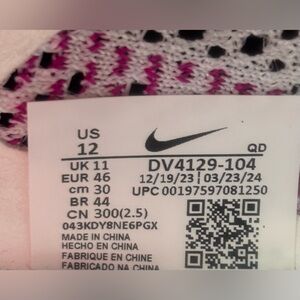 US
12
UK 11
EUR 46
cm 30
BR 44
CN 300(2.5)
043KDY8NE6PGX
MADE IN CHINA
HECHO EN CHINA
FABRIQUE EN CHINE
FABRICADO NA CHINA
QD
DV4129-104
12/19/23 | 03/23/24
UPC 00197597081250